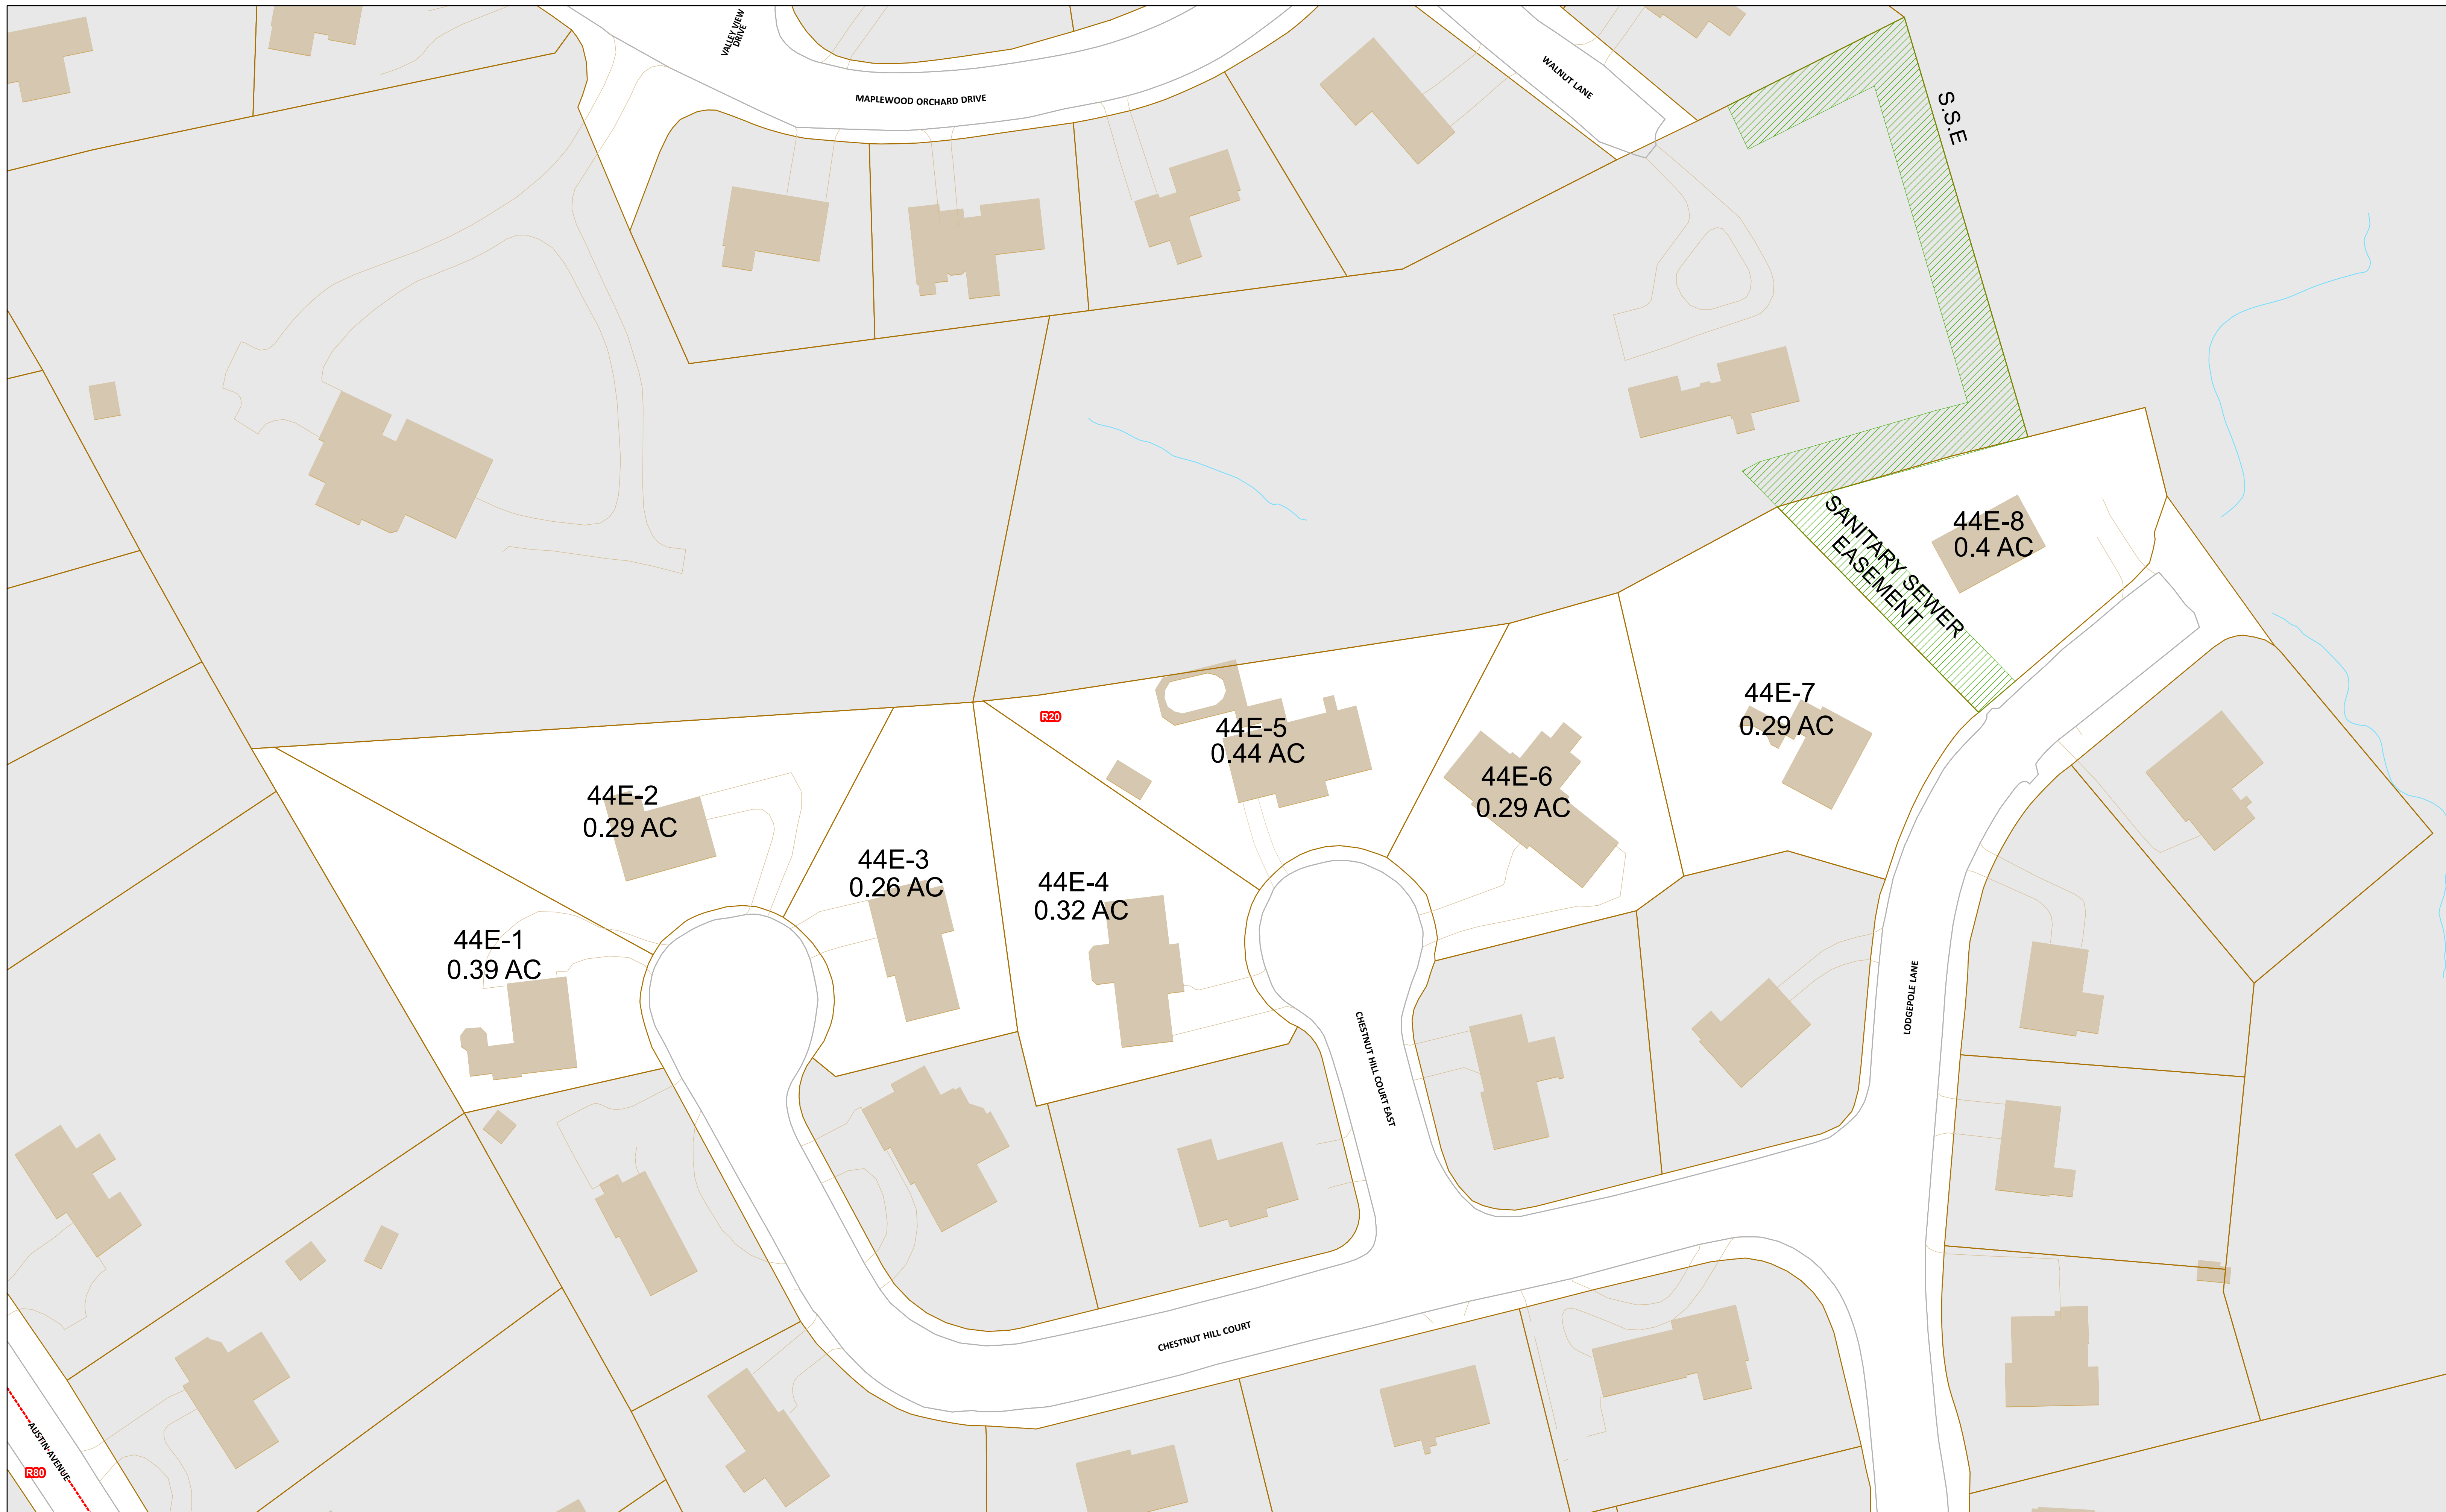 VALLEY VIEW
DRIVE
MAPLEWOOD ORCHARD DRIVE
WALNUT LANE
S.S.E
SANITARY SEWER
EASEMENT
44E-8
0.4 AC
44E-7
0.29 AC
R20
44E-5
0.44 AC
44E-6
0.29 AC
44E-2
0.29 AC
44E-3
0.26 AC
44E-4
0.32 AC
44E-1
0.39 AC
LODGEPOLE LANE
CHESTNUT HILL COURT EAST
CHESTNUT HILL COURT
AUSTIN AVENUE
R80